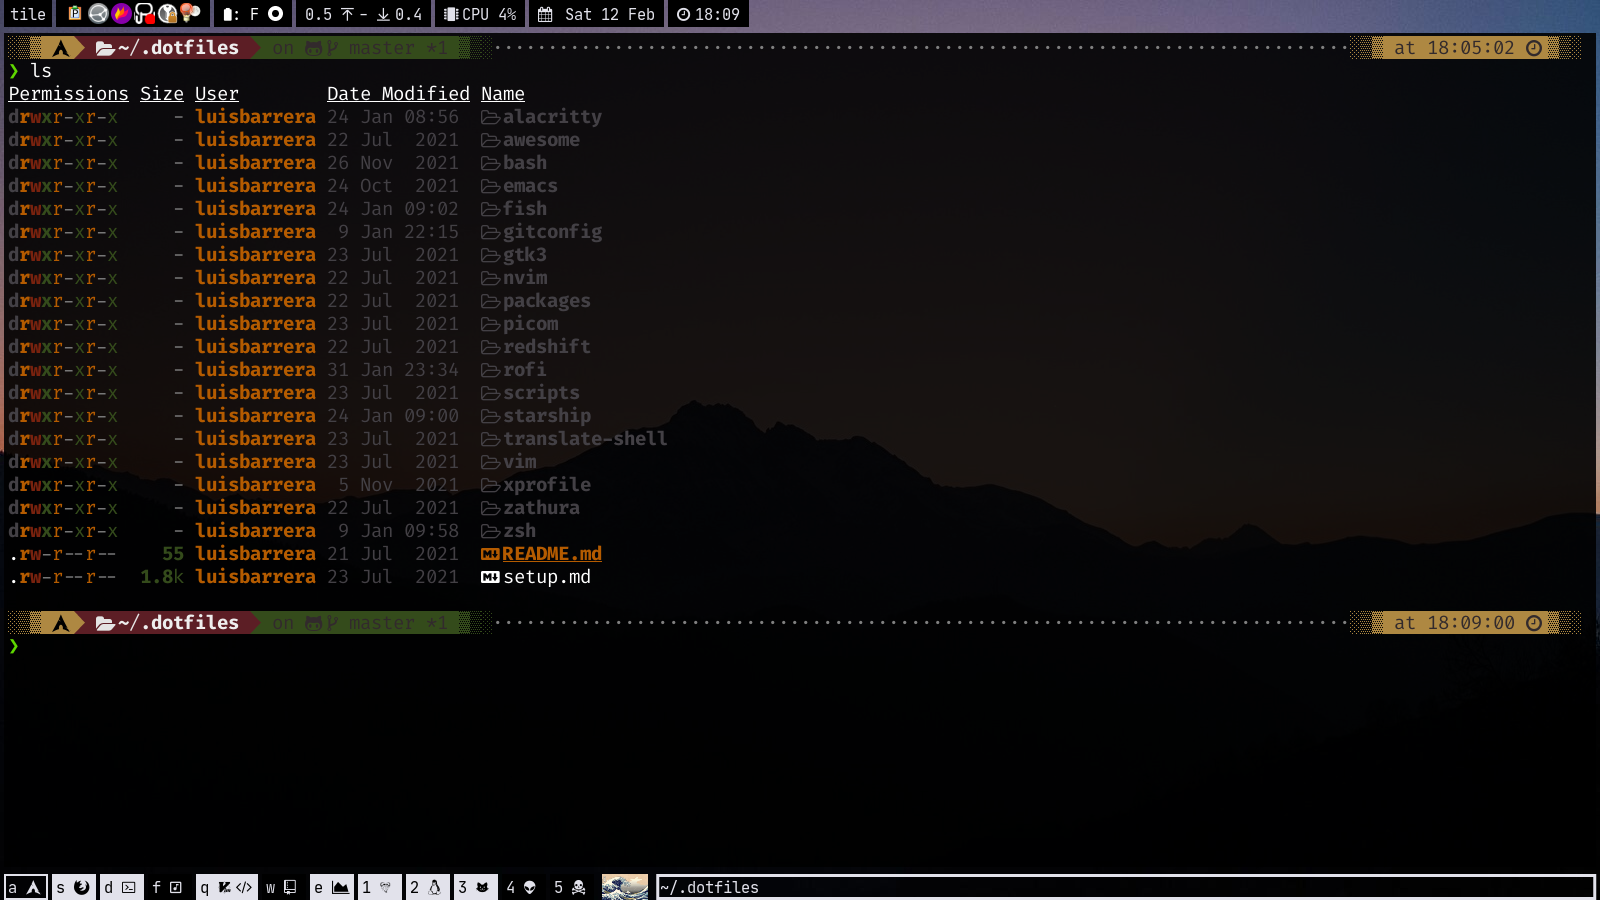 tile : F 0.5 - 0.4 CPU 4% Sat 12 Feb 18:09
~/.dotfiles on master *1 at 18:05:02
❯ ls
Permissions Size User Date Modified Name
drwxr-xr-x - luisbarrera 24 Jan 08:56 alacritty
drwxr-xr-x - luisbarrera 22 Jul 2021 awesome
drwxr-xr-x - luisbarrera 26 Nov 2021 bash
drwxr-xr-x - luisbarrera 24 Oct 2021 emacs
drwxr-xr-x - luisbarrera 24 Jan 09:02 fish
drwxr-xr-x - luisbarrera 9 Jan 22:15 gitconfig
drwxr-xr-x - luisbarrera 23 Jul 2021 gtk3
drwxr-xr-x - luisbarrera 22 Jul 2021 nvim
drwxr-xr-x - luisbarrera 22 Jul 2021 packages
drwxr-xr-x - luisbarrera 23 Jul 2021 picom
drwxr-xr-x - luisbarrera 22 Jul 2021 redshift
drwxr-xr-x - luisbarrera 31 Jan 23:34 rofi
drwxr-xr-x - luisbarrera 23 Jul 2021 scripts
drwxr-xr-x - luisbarrera 24 Jan 09:00 starship
drwxr-xr-x - luisbarrera 23 Jul 2021 translate-shell
drwxr-xr-x - luisbarrera 23 Jul 2021 vim
drwxr-xr-x - luisbarrera 5 Nov 2021 xprofile
drwxr-xr-x - luisbarrera 22 Jul 2021 zathura
drwxr-xr-x - luisbarrera 9 Jan 09:58 zsh
.rw-r--r-- 55 luisbarrera 21 Jul 2021 README.md
.rw-r--r-- 1.8k luisbarrera 23 Jul 2021 setup.md
~/.dotfiles on master *1 at 18:09:00
❯
a s d f q w e 1 2 3 4 5 ~/.dotfiles